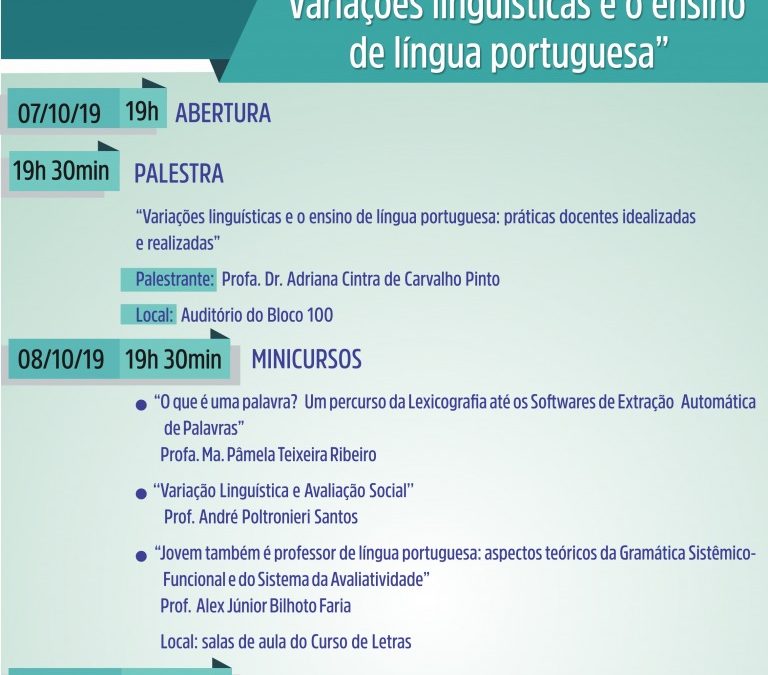 Variações linguísticas e o ensino
de língua portuguesa”
07/10/19 19h ABERTURA
19h 30min PALESTRA
“Variações linguísticas e o ensino de língua portuguesa: práticas docentes idealizadas
e realizadas”
Palestrante: Profa. Dr. Adriana Cintra de Carvalho Pinto
Local: Auditório do Bloco 100
08/10/19 19h 30min MINICURSOS
● “O que é uma palavra? Um percurso da Lexicografia até os Softwares de Extração Automática
de Palavras”
Profa. Ma. Pâmela Teixeira Ribeiro
● “Variação Linguística e Avaliação Social”
Prof. André Poltronieri Santos
● “Jovem também é professor de língua portuguesa: aspectos teóricos da Gramática Sistêmico-
Funcional e do Sistema da Avaliatividade”
Prof. Alex Júnior Bilhoto Faria
Local: salas de aula do Curso de Letras